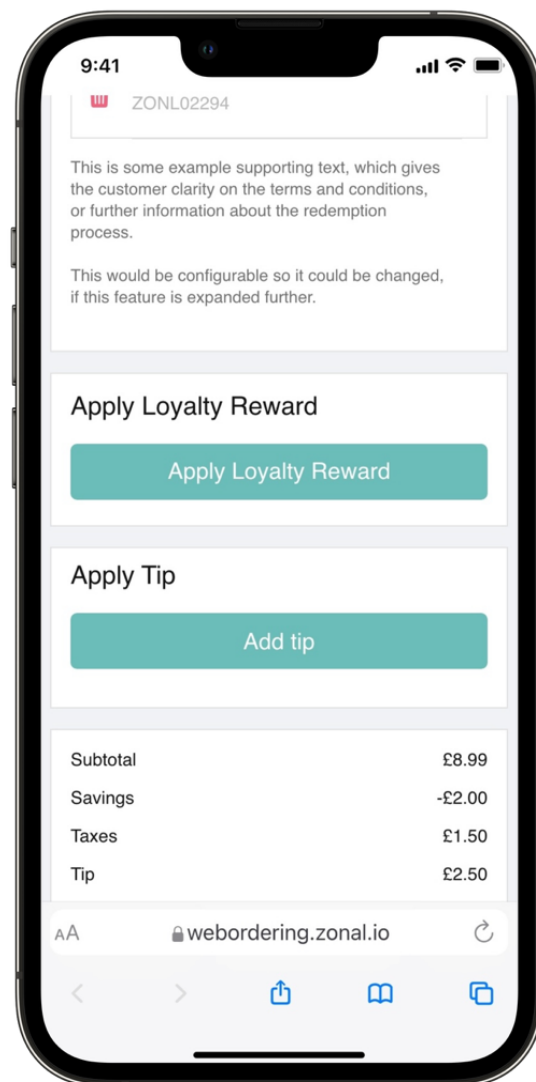 9:41
ZONL02294
This is some example supporting text, which gives
the customer clarity on the terms and conditions,
or further information about the redemption
process.
This would be configurable so it could be changed,
if this feature is expanded further.
Apply Loyalty Reward
Apply Loyalty Reward
Apply Tip
Add tip
Subtotal £8.99
Savings -£2.00
Taxes £1.50
Tip £2.50
AA webordering.zonal.io